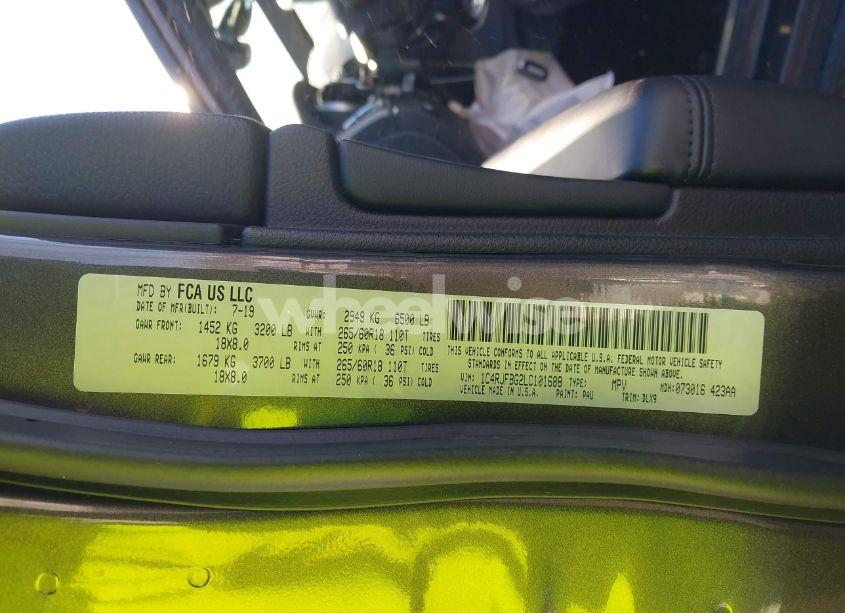 MFD BY FCA US LLC
DATE OF MFR(BUILT): 7-19 GVWR: 2949 KG 6500 LB
GAWR FRONT: 1452 KG 3200 LB WITH 265/60R18 110T TIRES
18X8.0 RIMS AT 250 KPA ( 36 PSI) COLD
GAWR REAR: 1679 KG 3700 LB WITH 265/60R18 110T TIRES
18X8.0 RIMS AT 250 KPA ( 36 PSI) COLD
THIS VEHICLE CONFORMS TO ALL APPLICABLE U.S.A. FEDERAL MOTOR VEHICLE SAFETY
STANDARDS IN EFFECT ON THE DATE OF MANUFACTURE SHOWN ABOVE.
VIN: 1C4RJFBG2LC101688 TYPE: MPV MDH:073016 423AA
VEHICLE MADE IN U.S.A. PAINT: PAU TRIM: DLX9
wheelwise